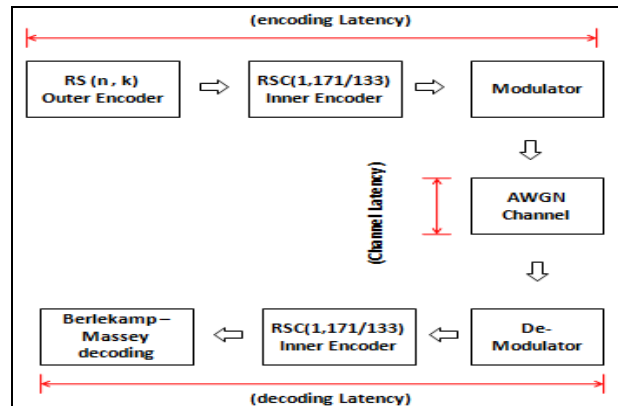 (encoding Latency)
RS (n , k)
Outer Encoder
RSC(1,171/133)
Inner Encoder
Modulator
(Channel Latency)
AWGN
Channel
Berlekamp –
Massey
decoding
RSC(1,171/133)
Inner Encoder
De-
Modulator
(decoding Latency)